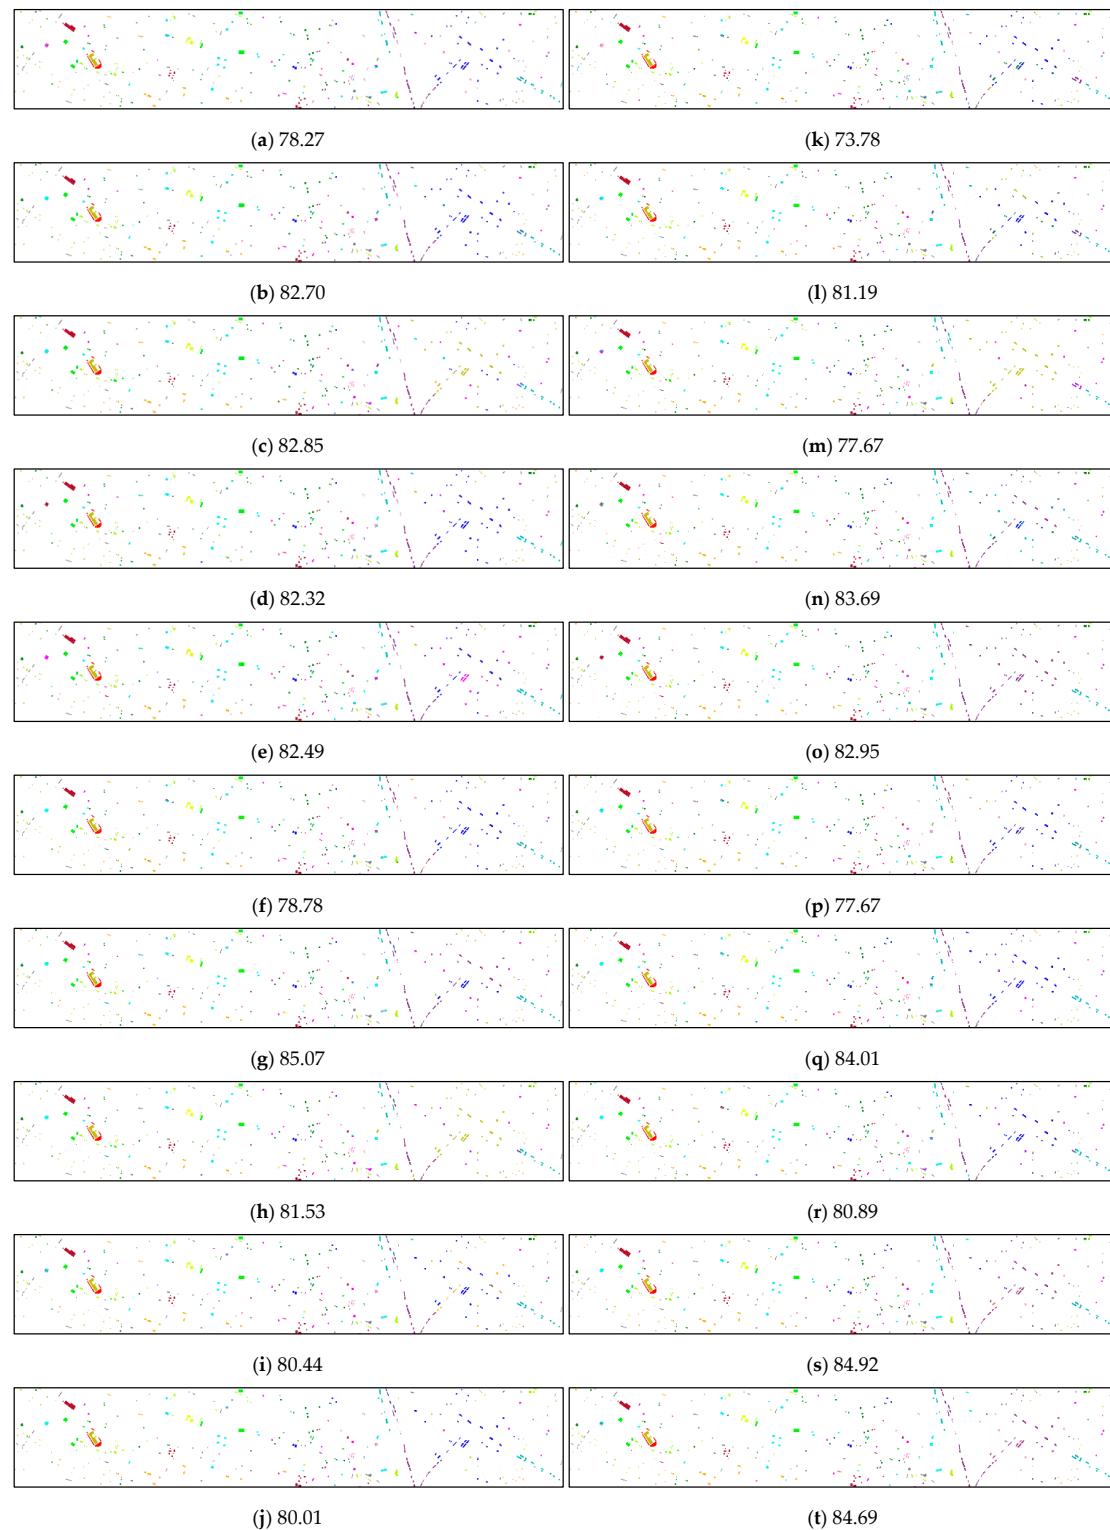 (a) 78.27
(k) 73.78
(b) 82.70
(l) 81.19
(c) 82.85
(m) 77.67
(d) 82.32
(n) 83.69
(e) 82.49
(o) 82.95
(f) 78.78
(p) 77.67
(g) 85.07
(q) 84.01
(h) 81.53
(r) 80.89
(i) 80.44
(s) 84.92
(j) 80.01
(t) 84.69